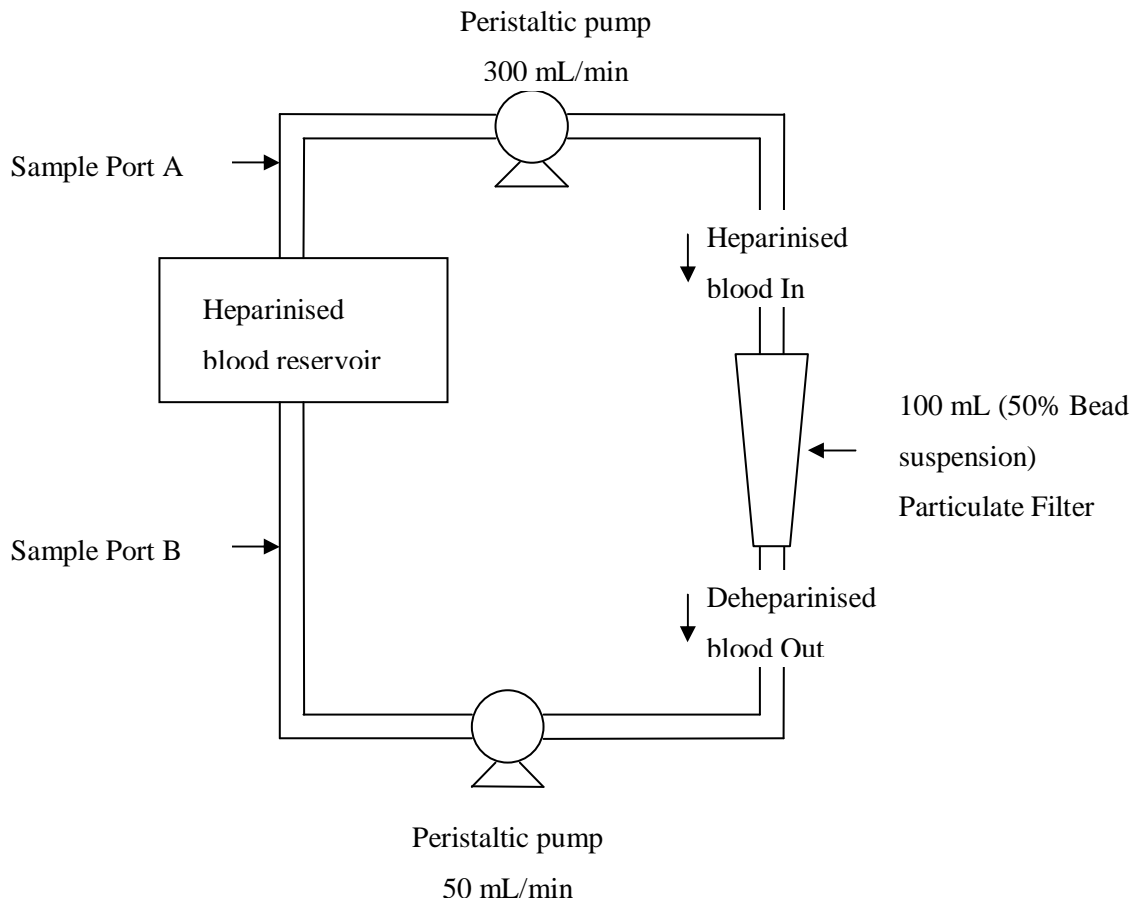 Peristaltic pump
300 mL/min
Sample Port A
Heparinised
blood In
Heparinised
blood reservoir
100 mL (50% Bead
suspension)
Particulate Filter
Sample Port B
Deheparinised
blood Out
Peristaltic pump
50 mL/min